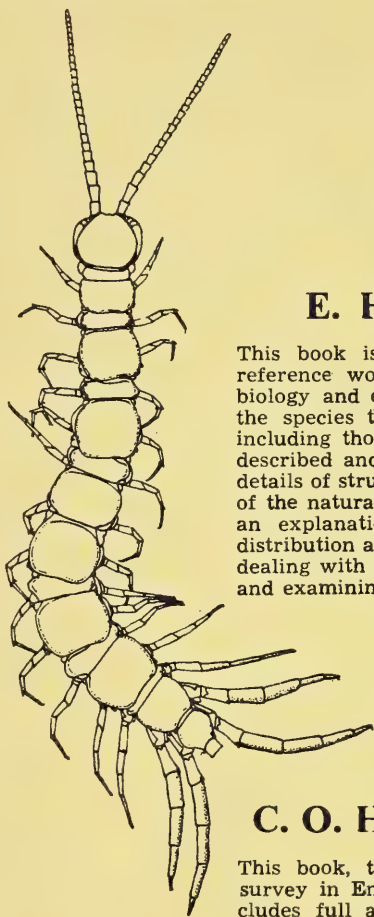 E. H
This book is
reference wo
biology and e
the species t
including tho
described and
details of stru
of the natura
an explanati
distribution a
dealing with
and examinin
C. O. H
This book, t
survey in En
cludes full a